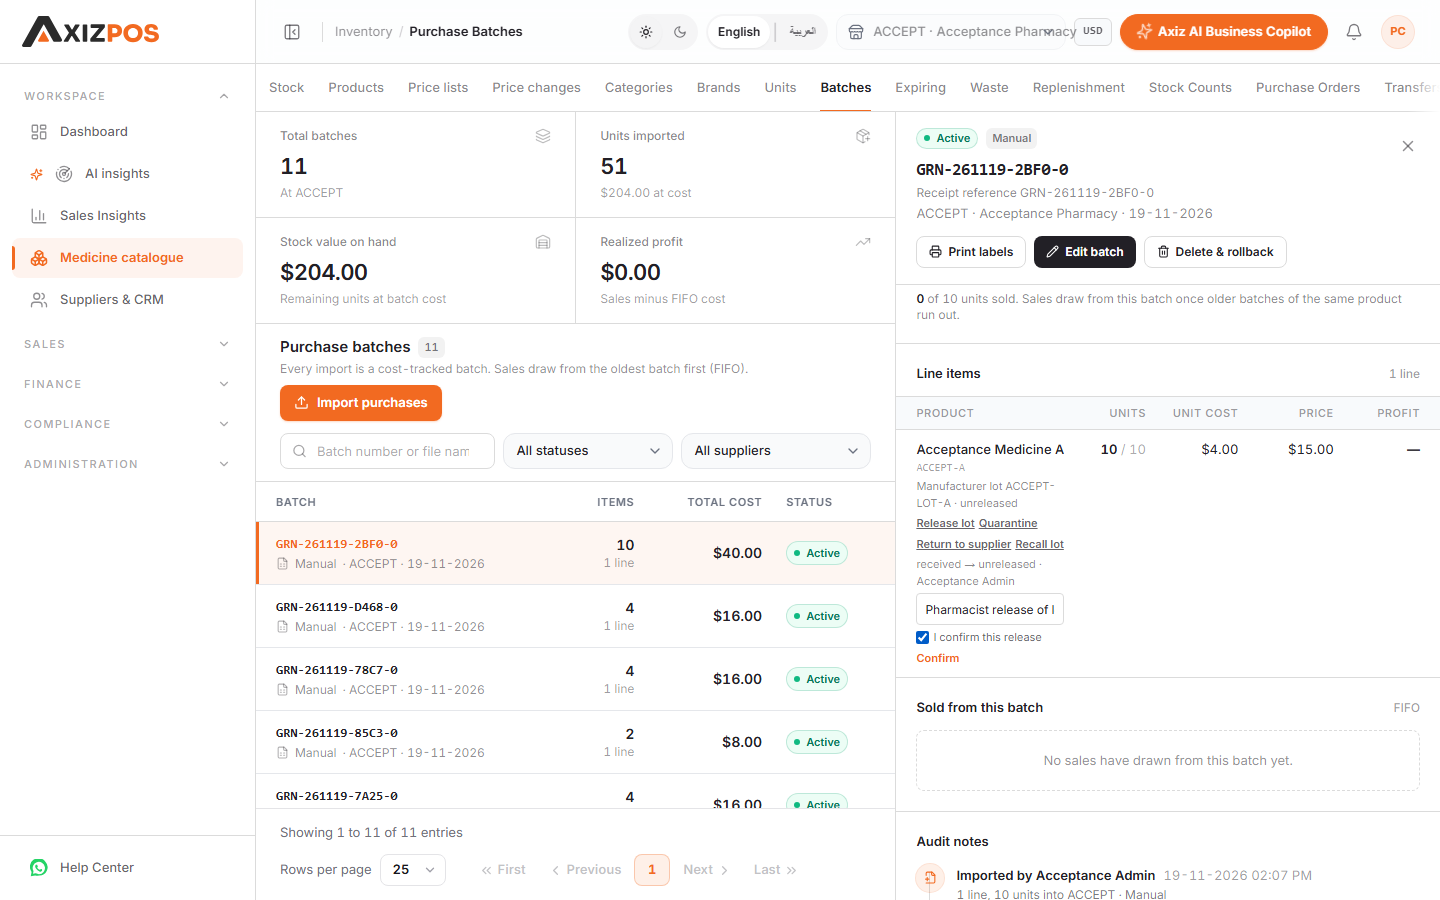 AXIZPOS
Inventory / Purchase Batches
English
العربية
ACCEPT · Acceptance Pharmacy
USD
Axiz AI Business Copilot
PC
WORKSPACE
Dashboard
AI insights
Sales Insights
Medicine catalogue
Suppliers & CRM
SALES
FINANCE
COMPLIANCE
ADMINISTRATION
Help Center
Stock Products Price lists Price changes Categories Brands Units Batches Expiring Waste Replenishment Stock Counts Purchase Orders Transfer
Total batches
11
At ACCEPT
Units imported
51
$204.00 at cost
Stock value on hand
$204.00
Remaining units at batch cost
Realized profit
$0.00
Sales minus FIFO cost
Purchase batches 11
Every import is a cost-tracked batch. Sales draw from the oldest batch first (FIFO).
Import purchases
Batch number or file nam
All statuses
All suppliers
BATCH ITEMS TOTAL COST STATUS
GRN-261119-2BF0-0 10 $40.00 Active
Manual · ACCEPT · 19-11-2026 1 line
GRN-261119-D468-0 4 $16.00 Active
Manual · ACCEPT · 19-11-2026 1 line
GRN-261119-78C7-0 4 $16.00 Active
Manual · ACCEPT · 19-11-2026 1 line
GRN-261119-85C3-0 2 $8.00 Active
Manual · ACCEPT · 19-11-2026 1 line
GRN-261119-7A25-0 4 $16.00 Active
Showing 1 to 11 of 11 entries
Rows per page 25 First Previous 1 Next Last
Active Manual
GRN-261119-2BF0-0
Receipt reference GRN-261119-2BF0-0
ACCEPT · Acceptance Pharmacy · 19-11-2026
Print labels
Edit batch
Delete & rollback
0 of 10 units sold. Sales draw from this batch once older batches of the same product
run out.
Line items 1 line
PRODUCT UNITS UNIT COST PRICE PROFIT
Acceptance Medicine A 10 / 10 $4.00 $15.00 —
ACCEPT-A
Manufacturer lot ACCEPT-
LOT-A · unreleased
Release lot Quarantine
Return to supplier Recall lot
received → unreleased ·
Acceptance Admin
Pharmacist release of l
I confirm this release
Confirm
Sold from this batch FIFO
No sales have drawn from this batch yet.
Audit notes
Imported by Acceptance Admin 19-11-2026 02:07 PM
1 line, 10 units into ACCEPT · Manual